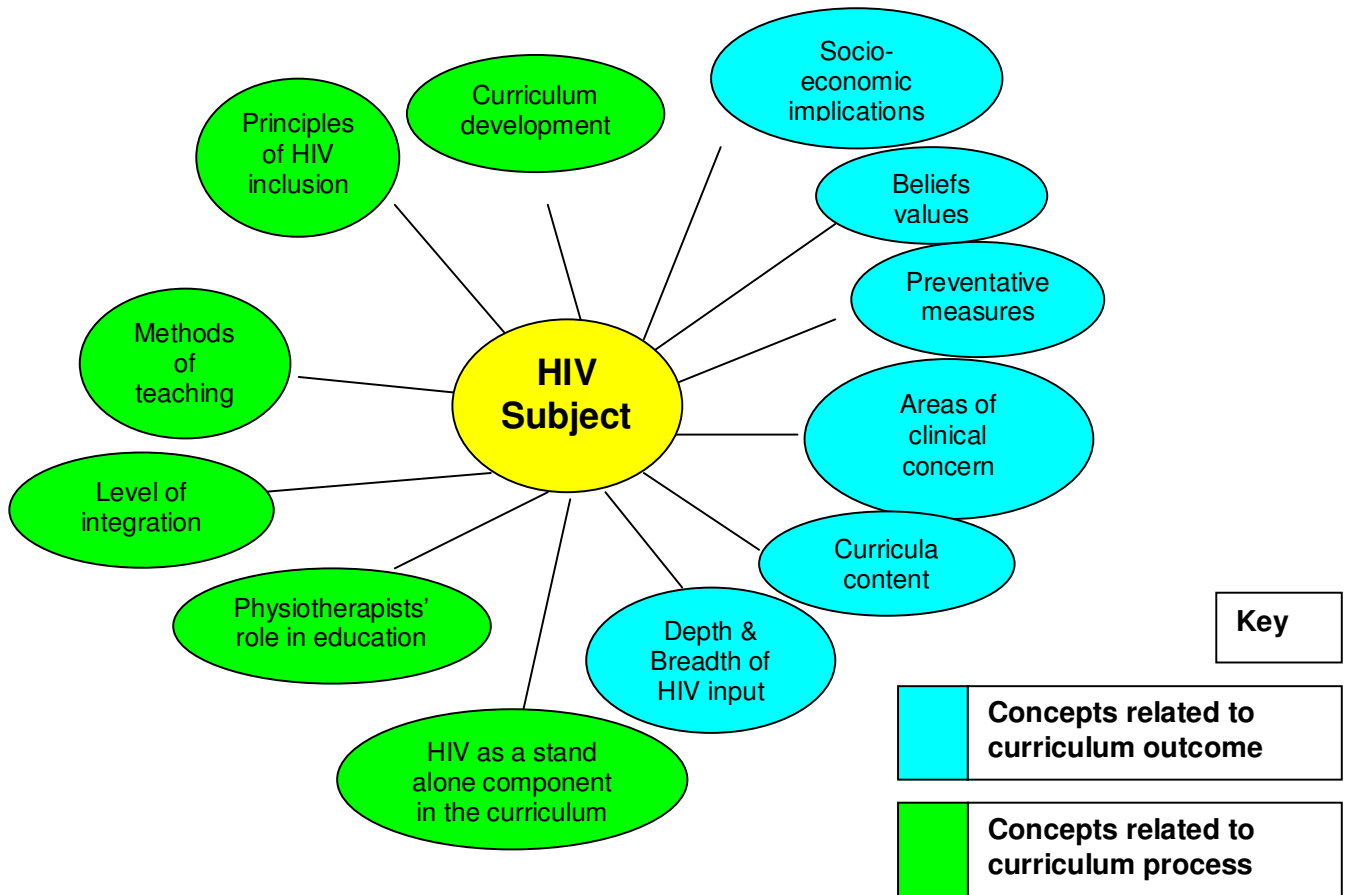 Socio-
economic
implications
Curriculum
development
Principles
of HIV
inclusion
Beliefs
values
Preventative
measures
Methods
of
teaching
HIV
Subject
Areas of
clinical
concern
Level of
integration
Curricula
content
Physiotherapists’
role in education
Depth &
Breadth of
HIV input
HIV as a stand
alone component
in the curriculum
Key
Concepts related to
curriculum outcome
Concepts related to
curriculum process